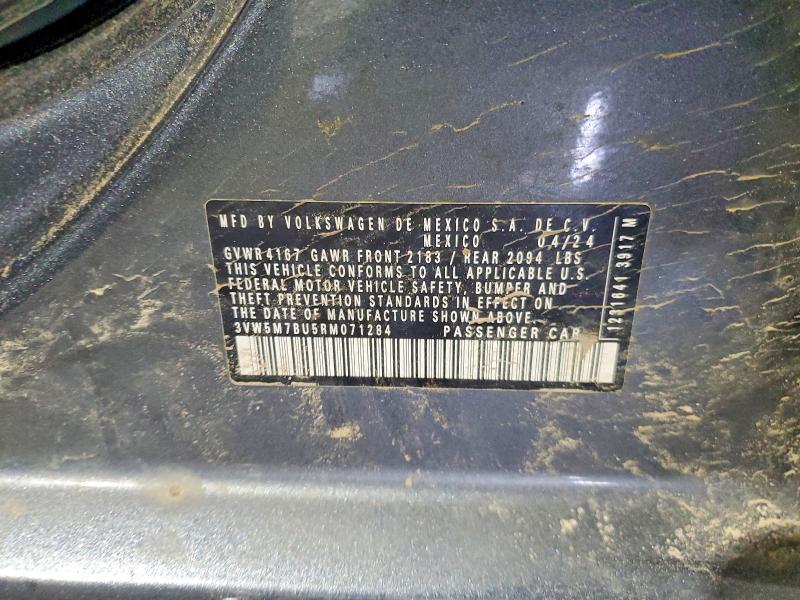 MFD BY VOLKSWAGEN DE MEXICO S.A. DE C.V.
MEXICO 04/24
GVWR 4167 GAWR FRONT 2183 / REAR 2094 LBS
THIS VEHICLE CONFORMS TO ALL APPLICABLE U.S.
FEDERAL MOTOR VEHICLE SAFETY, BUMPER AND
THEFT PREVENTION STANDARDS IN EFFECT ON
THE DATE OF MANUFACTURE SHOWN ABOVE.
3VW5M7BU5RM071284 PASSENGER CAR
1231641 3917 M